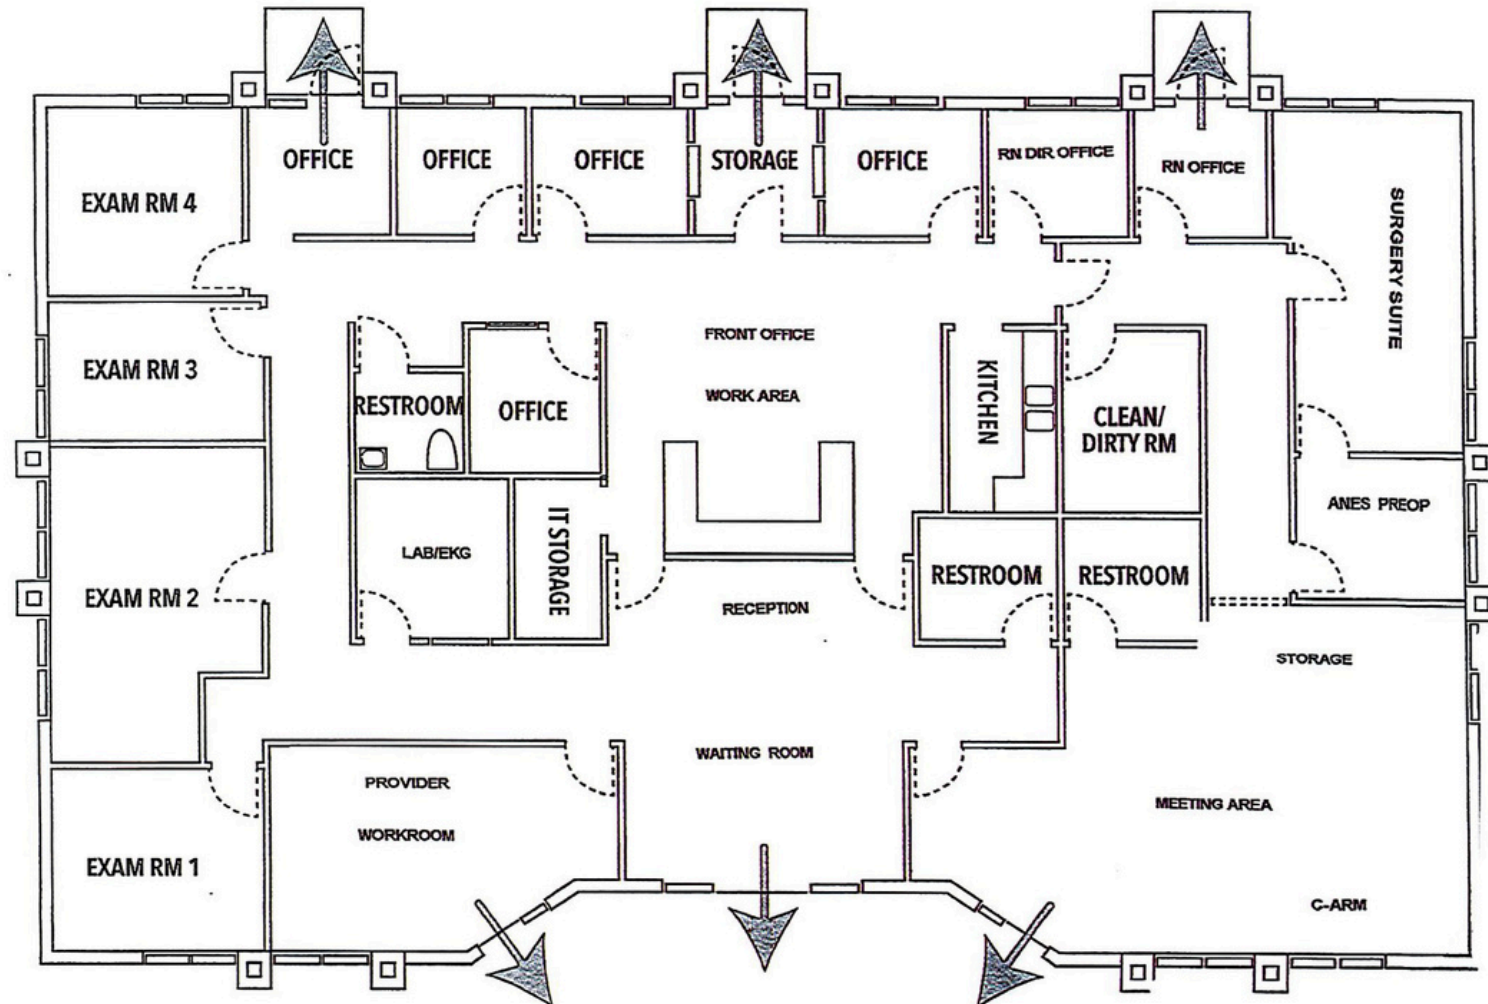 OFFICE
OFFICE
OFFICE
STORAGE
OFFICE
RN DIR OFFICE
RN OFFICE
EXAM RM 4
SURGERY SUITE
EXAM RM 3
FRONT OFFICE
WORK AREA
RESTROOM
OFFICE
KITCHEN
CLEAN/
DIRTY RM
ANES PREOP
LAB/EKG
IT STORAGE
RESTROOM
RESTROOM
EXAM RM 2
RECEPTION
STORAGE
WAITING ROOM
PROVIDER
WORKROOM
MEETING AREA
EXAM RM 1
C-ARM